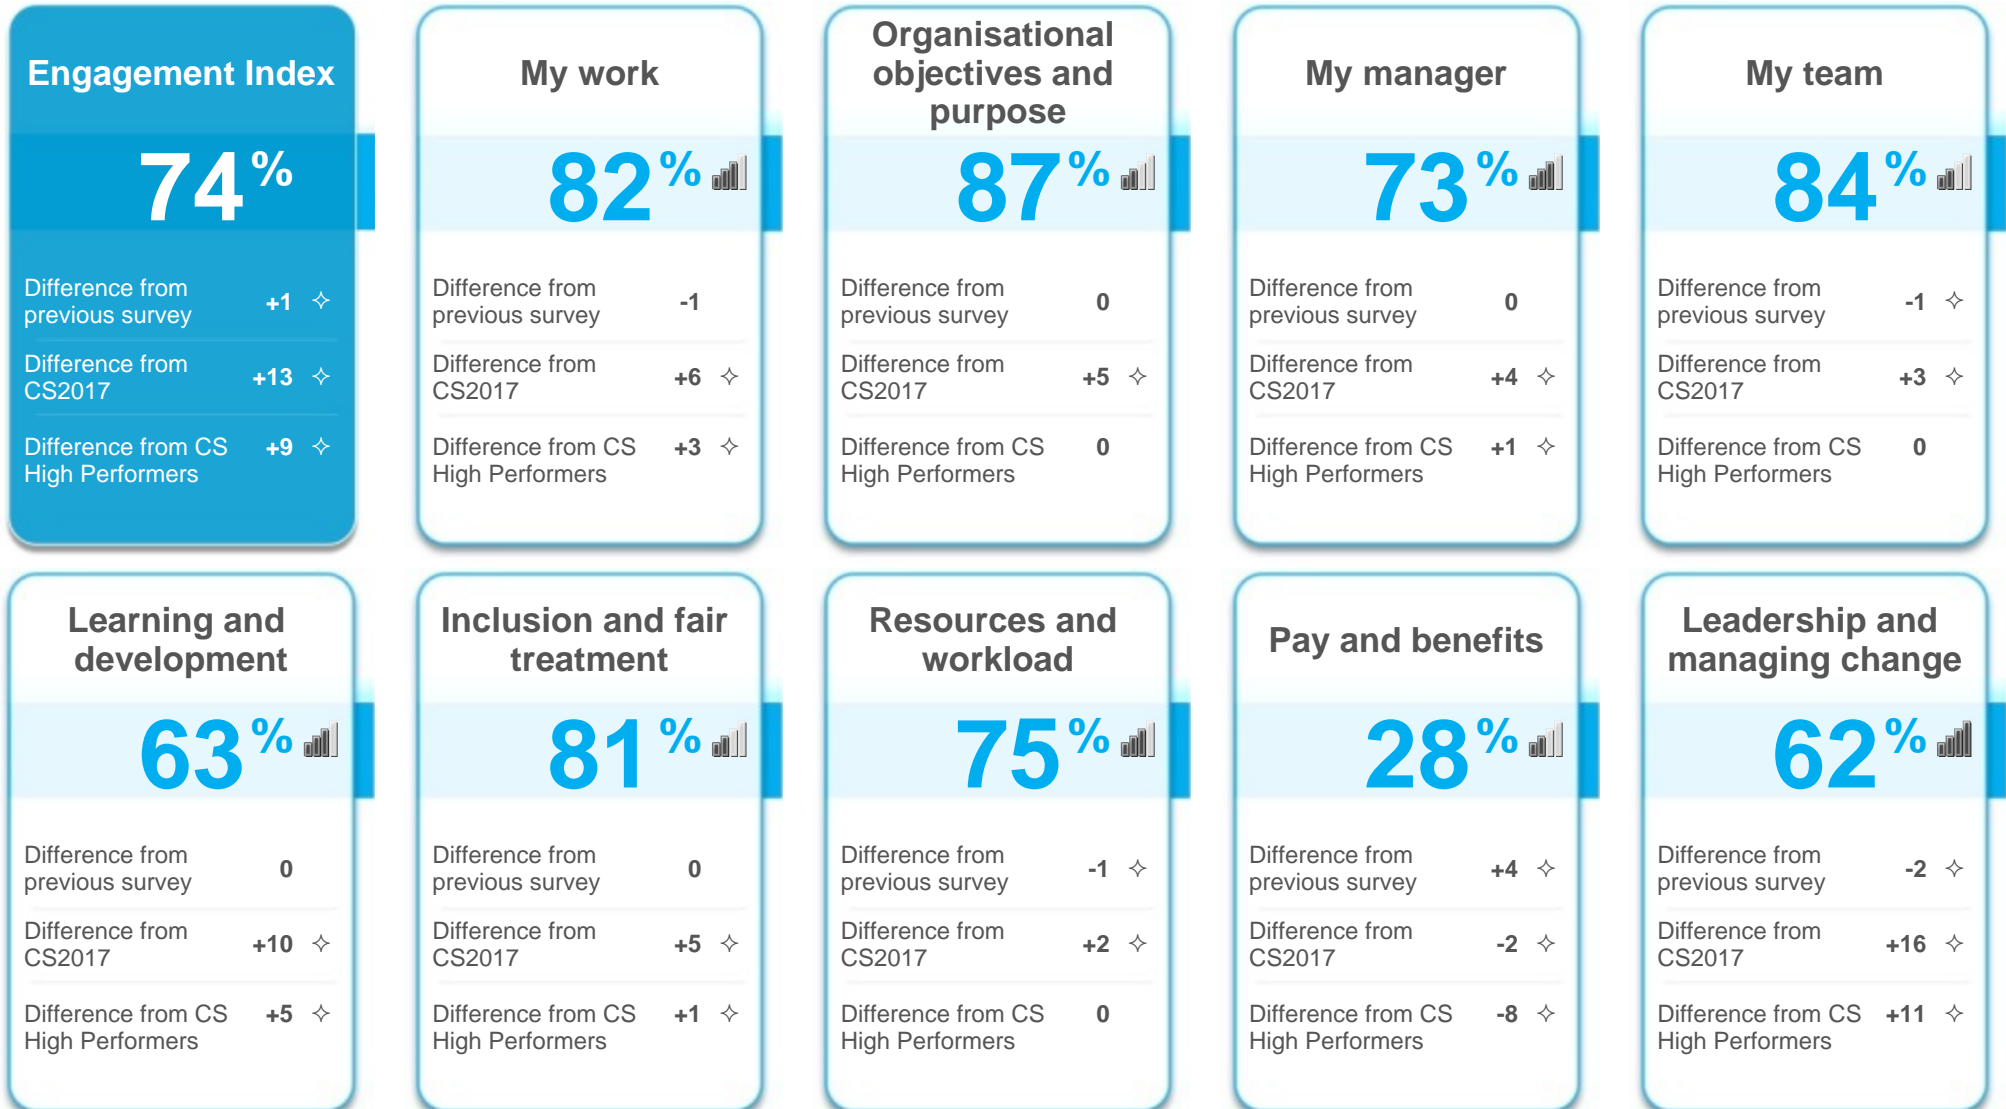 Engagement Index
74%
Difference from
previous survey
+1 ✧
Difference from
CS2017
+13 ✧
Difference from CS
High Performers
+9 ✧
My work
82%
Difference from
previous survey
-1
Difference from
CS2017
+6 ✧
Difference from CS
High Performers
+3 ✧
Organisational
objectives and
purpose
87%
Difference from
previous survey
0
Difference from
CS2017
+5 ✧
Difference from CS
High Performers
0
My manager
73%
Difference from
previous survey
0
Difference from
CS2017
+4 ✧
Difference from CS
High Performers
+1 ✧
My team
84%
Difference from
previous survey
-1 ✧
Difference from
CS2017
+3 ✧
Difference from CS
High Performers
0
Learning and
development
63%
Difference from
previous survey
0
Difference from
CS2017
+10 ✧
Difference from CS
High Performers
+5 ✧
Inclusion and fair
treatment
81%
Difference from
previous survey
0
Difference from
CS2017
+5 ✧
Difference from CS
High Performers
+1 ✧
Resources and
workload
75%
Difference from
previous survey
-1 ✧
Difference from
CS2017
+2 ✧
Difference from CS
High Performers
0
Pay and benefits
28%
Difference from
previous survey
+4 ✧
Difference from
CS2017
-2 ✧
Difference from CS
High Performers
-8 ✧
Leadership and
managing change
62%
Difference from
previous survey
-2 ✧
Difference from
CS2017
+16 ✧
Difference from CS
High Performers
+11 ✧